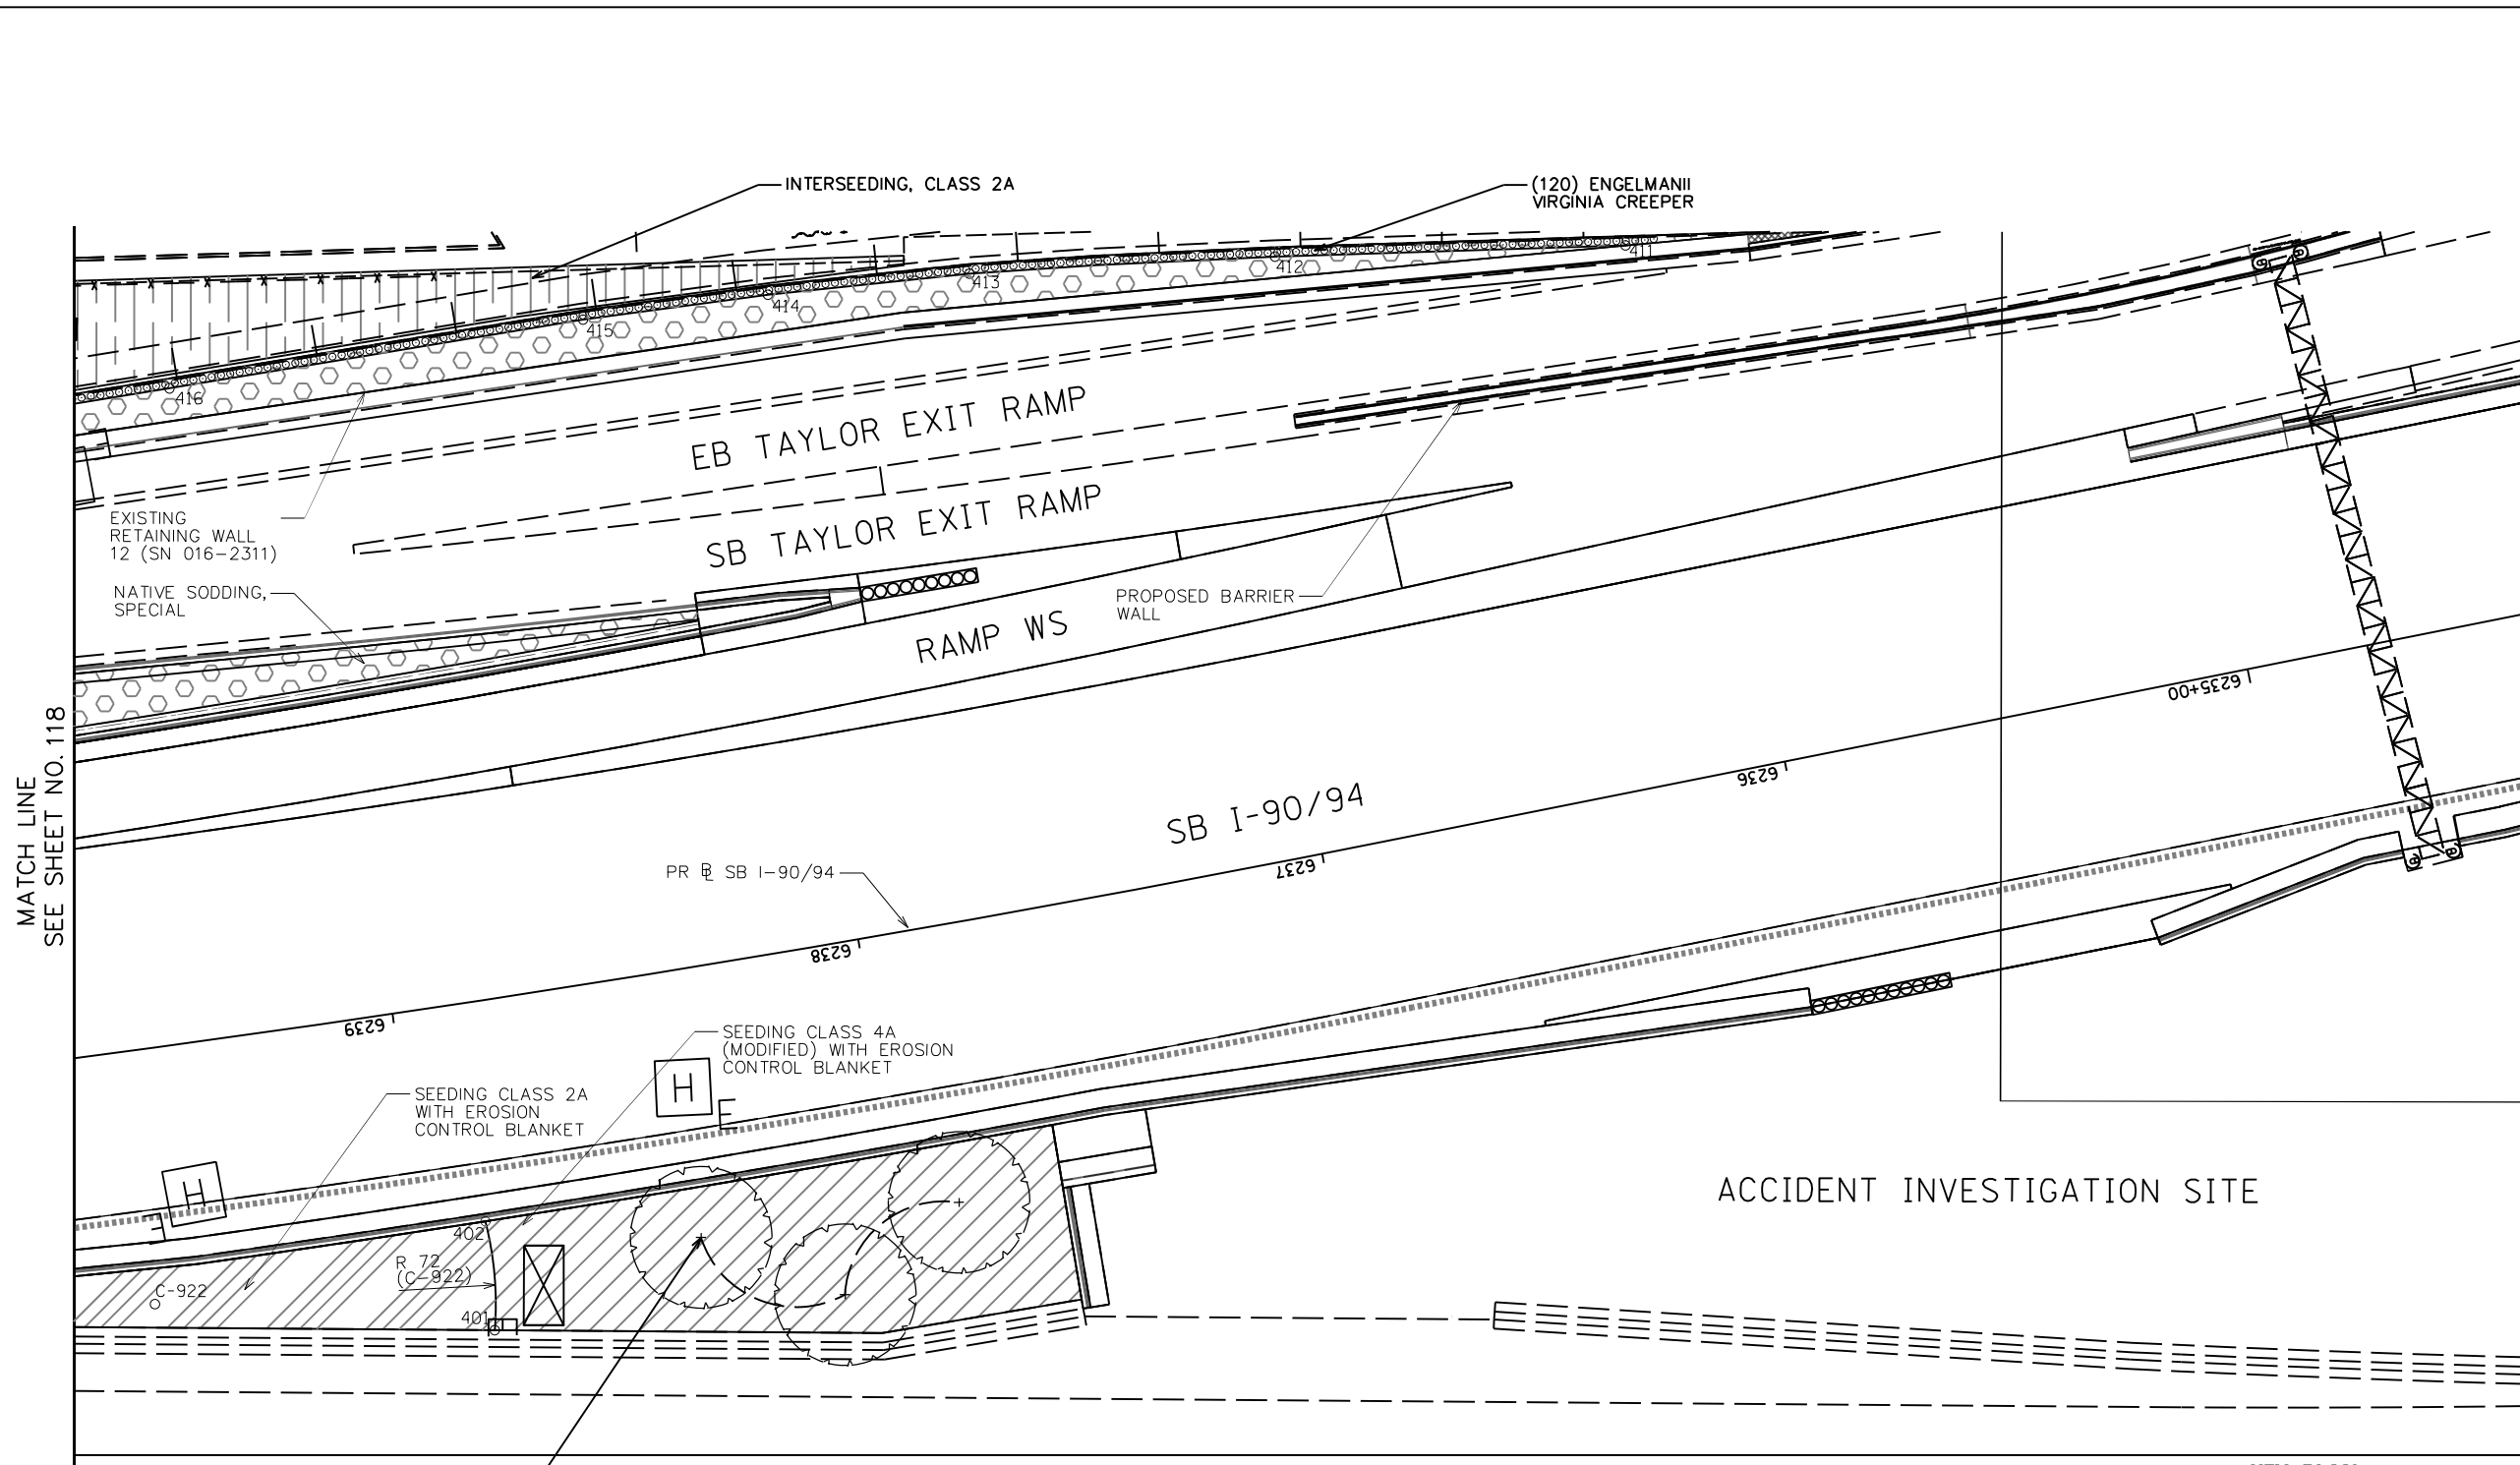 INTERSEEDING, CLASS 2A
(120) ENGELMANII
VIRGINIA CREEPER
411
412
413
414
415
416
EB TAYLOR EXIT RAMP
SB TAYLOR EXIT RAMP
EXISTING
RETAINING WALL
12 (SN 016-2311)
NATIVE SODDING,
SPECIAL
PROPOSED BARRIER
WALL
RAMP WS
MATCH LINE
SEE SHEET NO. 118
6235+00
6236
6237
6238
6239
SB I-90/94
PR BL SB I-90/94
SEEDING CLASS 4A
(MODIFIED) WITH EROSION
CONTROL BLANKET
SEEDING CLASS 2A
WITH EROSION
CONTROL BLANKET
H
E
H
E
ACCIDENT INVESTIGATION SITE
402
R 72
(C-922)
C-922
401